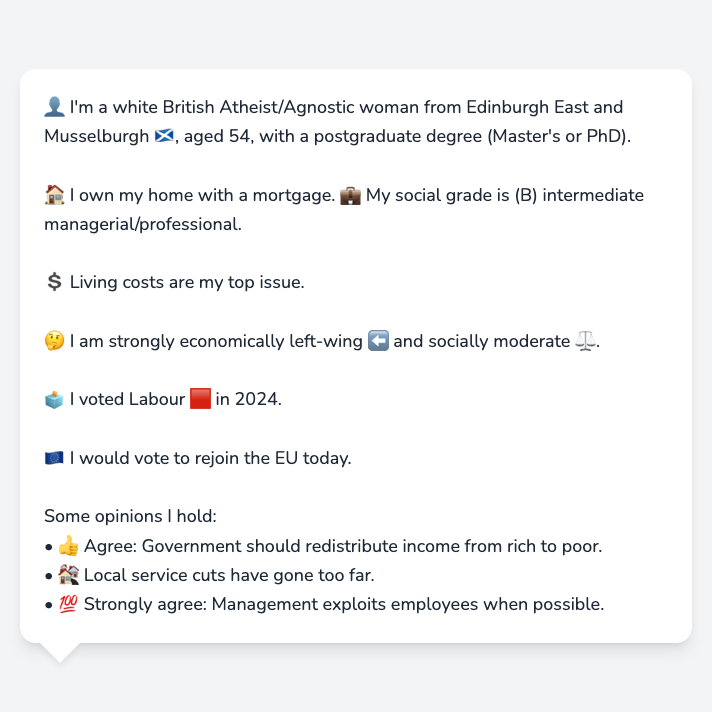 👤 I'm a white British Atheist/Agnostic woman from Edinburgh East and
Musselburgh 🏴󠁧󠁢󠁳󠁣󠁴󠁿, aged 54, with a postgraduate degree (Master's or PhD).
🏠 I own my home with a mortgage. 💼 My social grade is (B) intermediate
managerial/professional.
💲 Living costs are my top issue.
🤔 I am strongly economically left-wing ⬅️ and socially moderate ⚖️.
🗳️ I voted Labour 🟥 in 2024.
🇪🇺 I would vote to rejoin the EU today.
Some opinions I hold:
• 👍 Agree: Government should redistribute income from rich to poor.
• 🏚️ Local service cuts have gone too far.
• 💯 Strongly agree: Management exploits employees when possible.